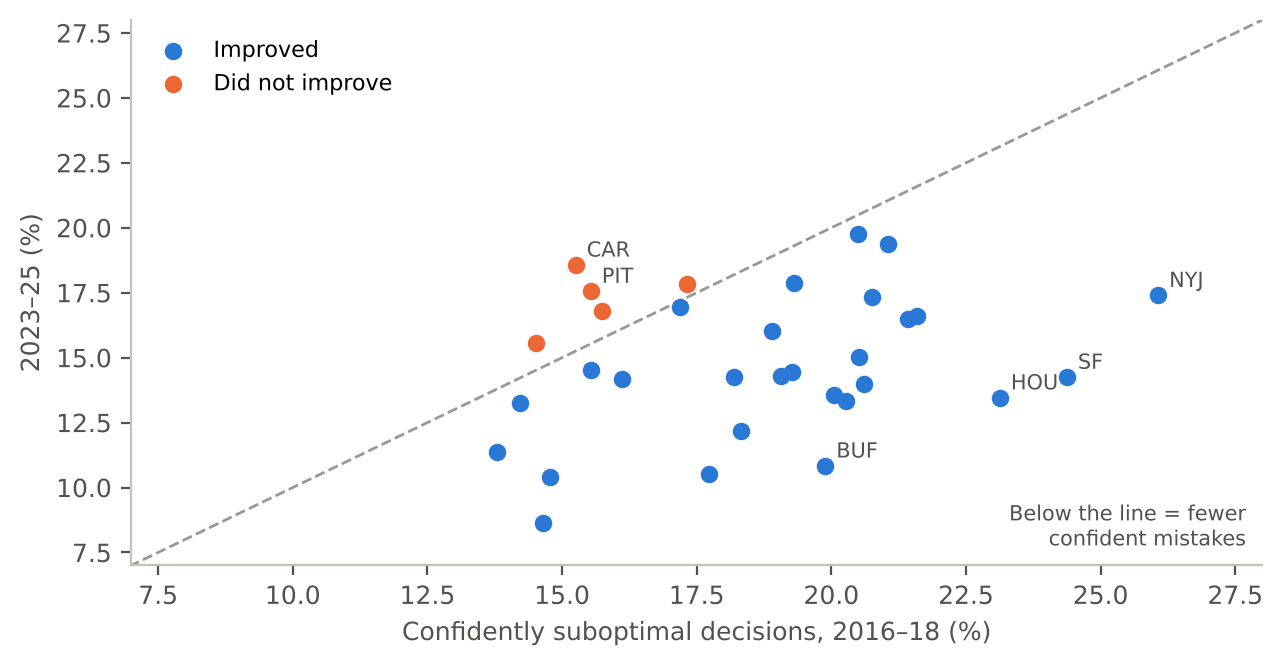 27.5
25.0
22.5
20.0
17.5
15.0
12.5
10.0
7.5
2023–25 (%)
Improved
Did not improve
CAR
PIT
NYJ
SF
HOU
BUF
Below the line = fewer
confident mistakes
7.5 10.0 12.5 15.0 17.5 20.0 22.5 25.0 27.5
Confidently suboptimal decisions, 2016–18 (%)